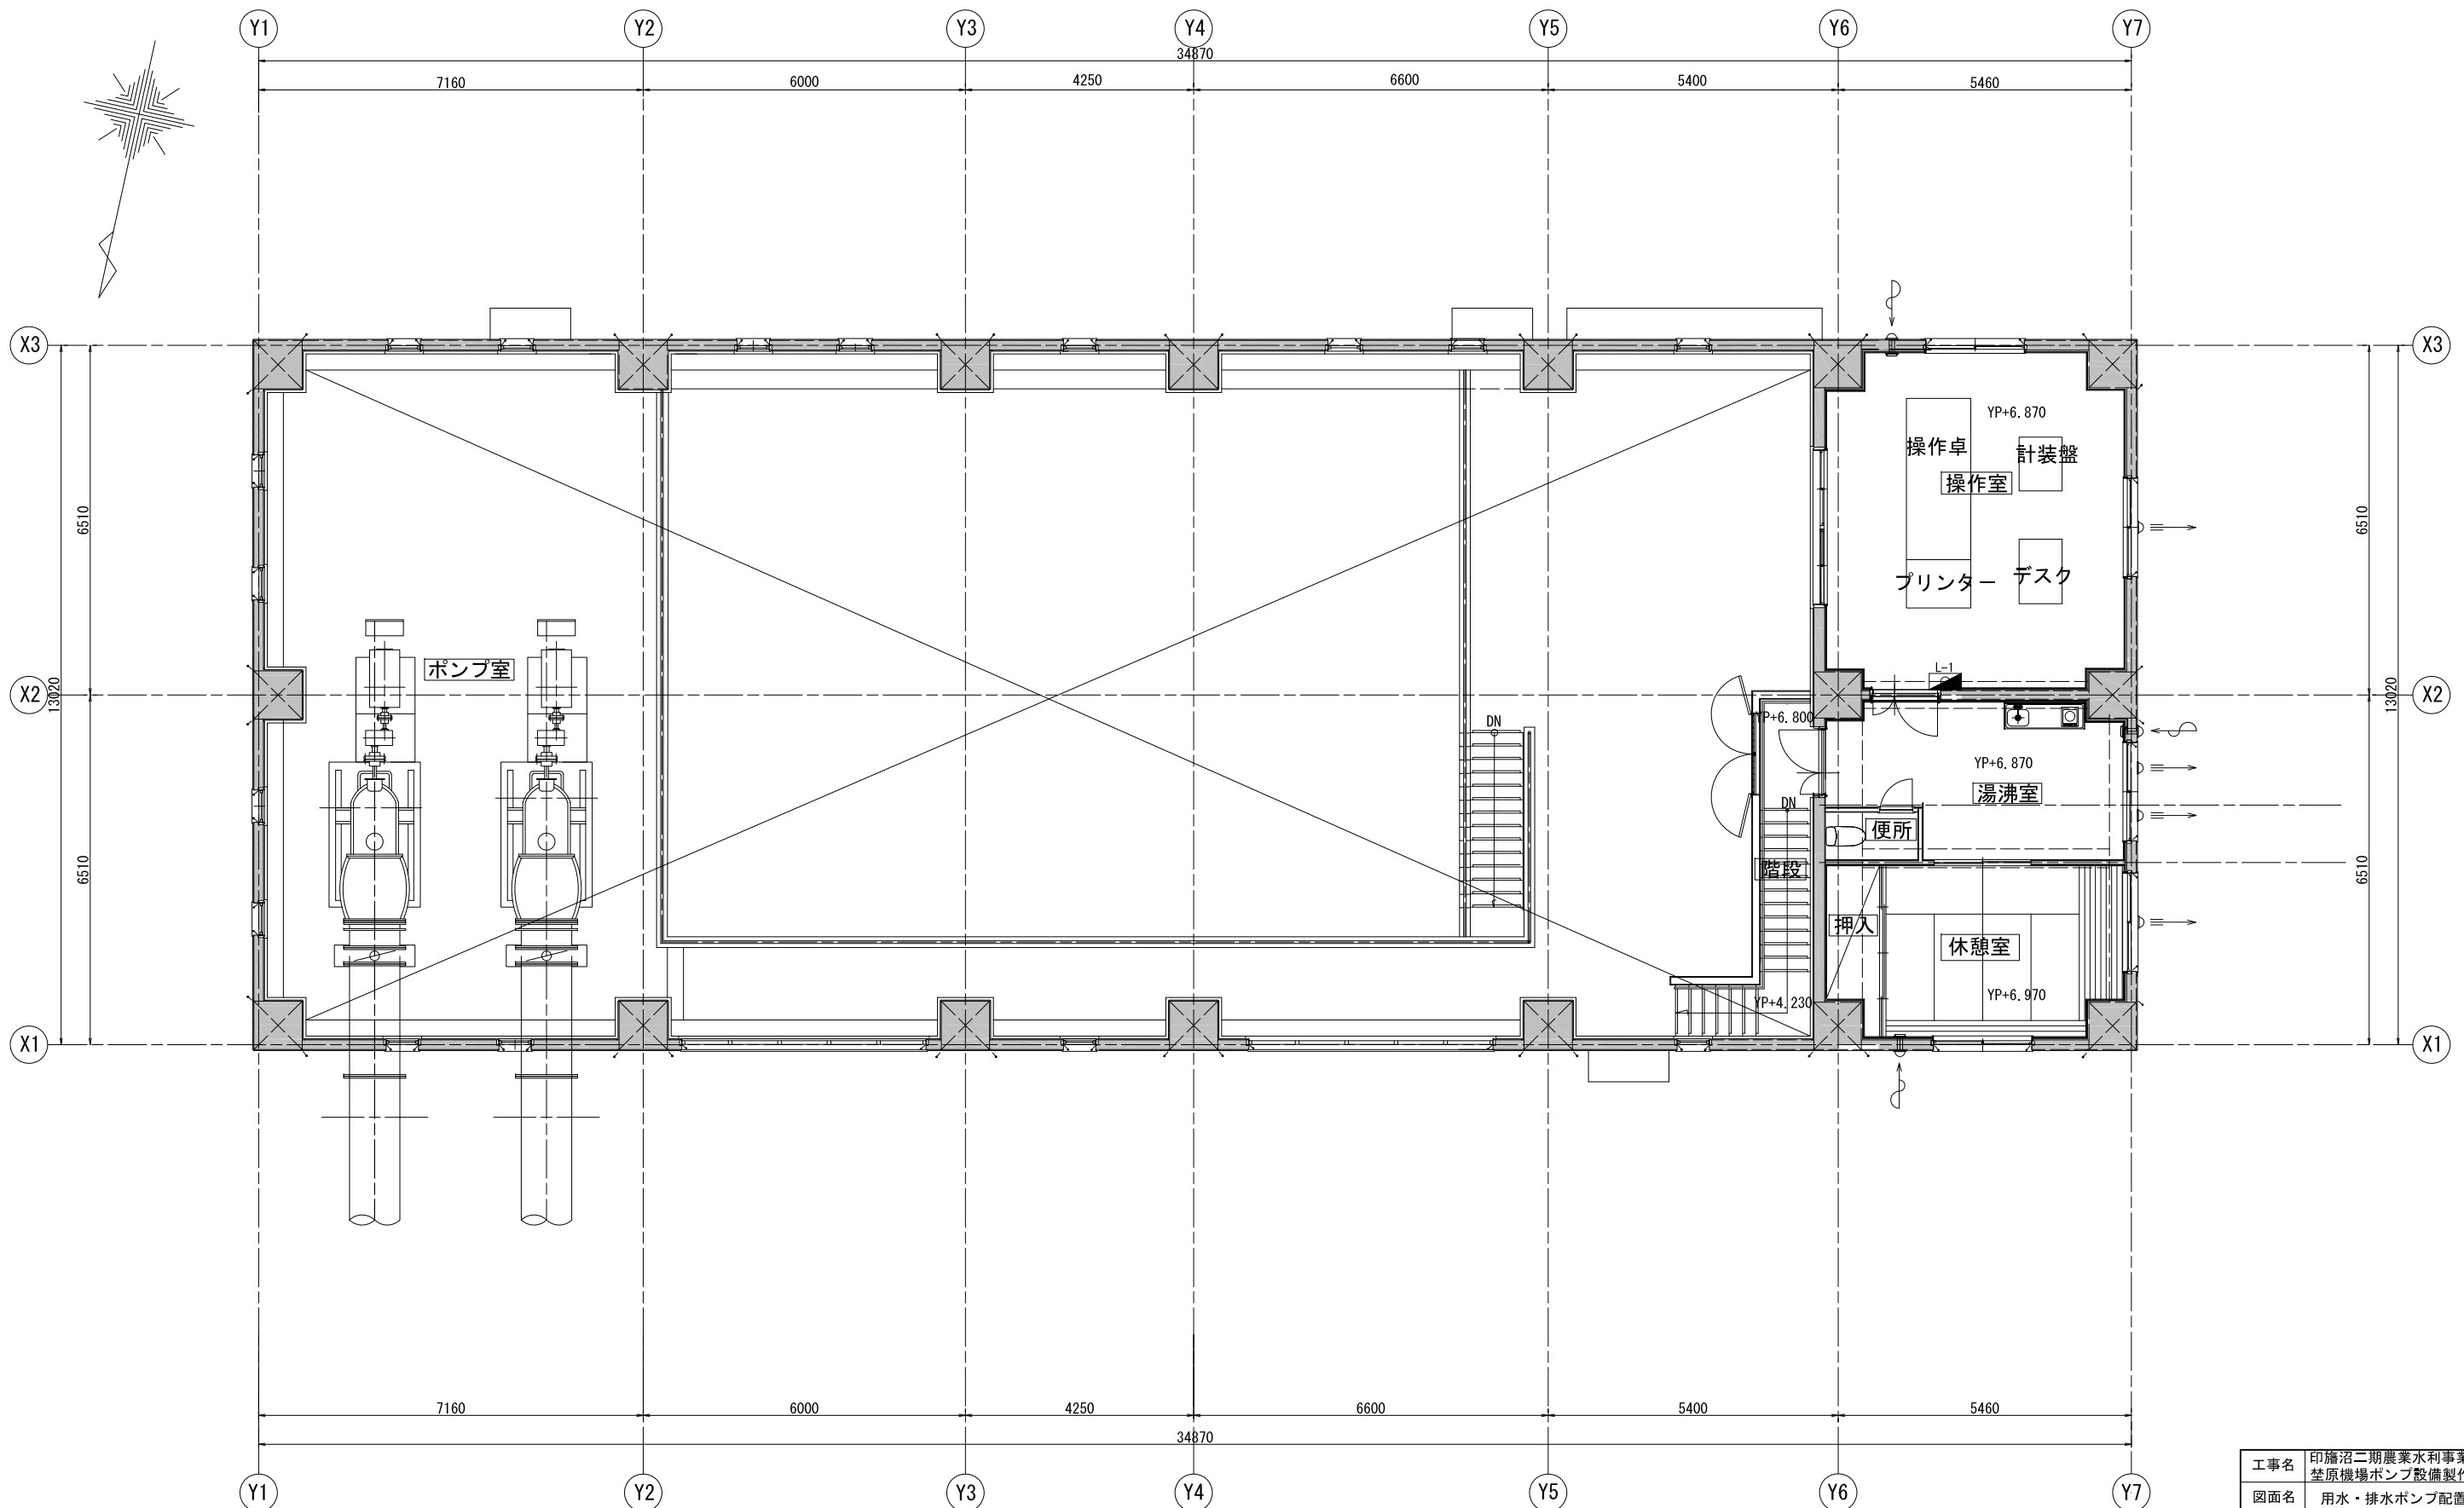 Y1 Y2 Y3 Y4 Y5 Y6 Y7
34870
7160 6000 4250 6600 5400 5460
X3 X3
YP+6.870
操作卓 計装盤
操作室
6510 6510
プリンター デスク
ポンプ室
L-1
X2 13020 13020 X2
DN YP+6.800
YP+6.870
湯沸室
DN
便所
6510 6510
階段
押入
休憩室
YP+6.970
YP+4.230
X1 X1
7160 6000 4250 6600 5400 5460
34870
Y1 Y2 Y3 Y4 Y5 Y6 Y7
工事名 印旛沼二期農業水利事業
埜原機場ポンプ設備製作
図面名 用水・排水ポンプ配置